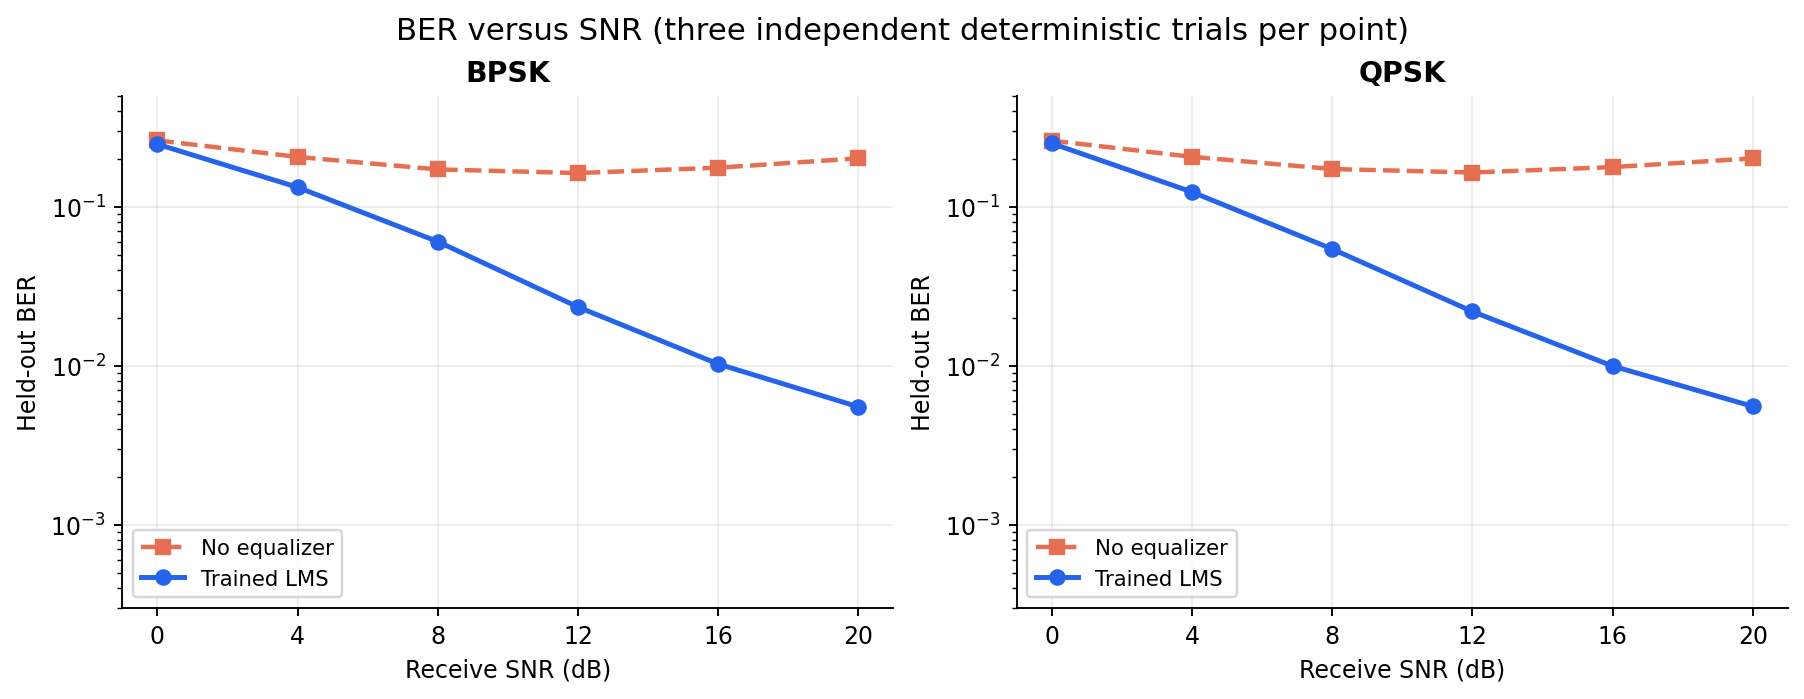 BER versus SNR (three independent deterministic trials per point)
BPSK
Held-out BER
10⁻¹
10⁻²
10⁻³
No equalizer
Trained LMS
0 4 8 12 16 20
Receive SNR (dB)
QPSK
Held-out BER
10⁻¹
10⁻²
10⁻³
No equalizer
Trained LMS
0 4 8 12 16 20
Receive SNR (dB)